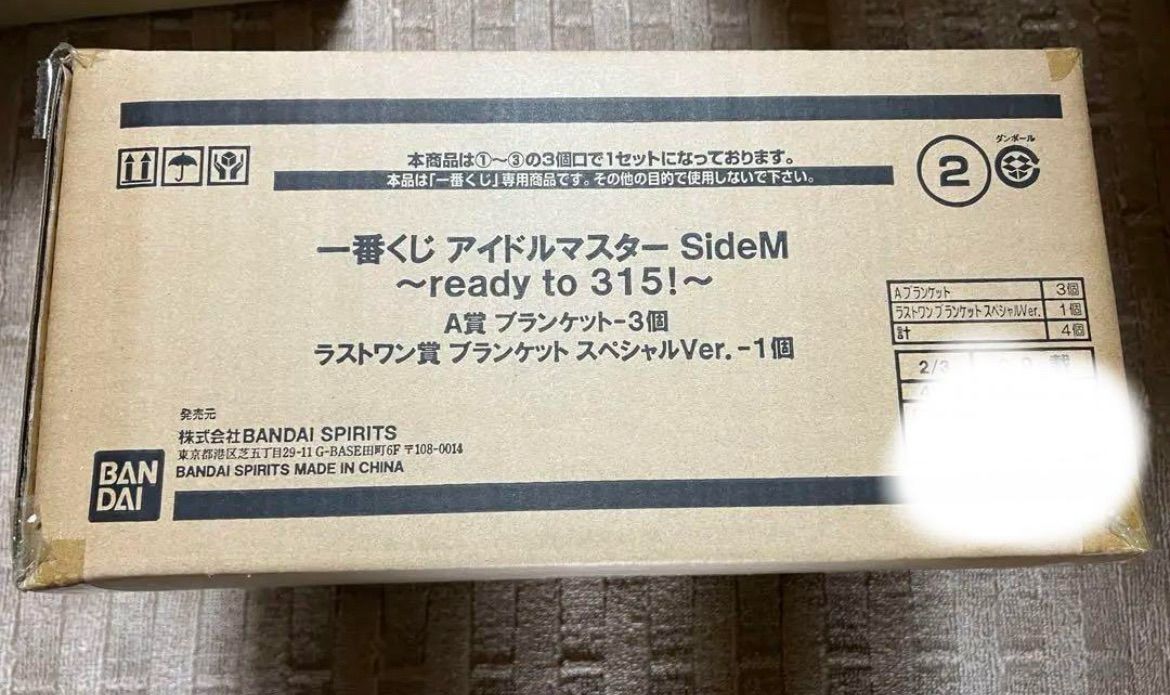 本商品は①～③の3個口で1セットになっております。
本品は「一番くじ」専用商品です。その他の目的で使用しないで下さい。
2
ダンボール
一番くじ アイドルマスター SideM
～ready to 315!～
A賞 ブランケット-3個
ラストワン賞 ブランケット スペシャルVer. -1個
A ブランケット 3個
ラストワン ブランケット スペシャルVer. 1個
計 4個
2/3
発売元
株式会社BANDAI SPIRITS
東京都港区芝五丁目29-11 G-BASE田町6F 〒108-0014
BANDAI SPIRITS MADE IN CHINA
BAN
DAI